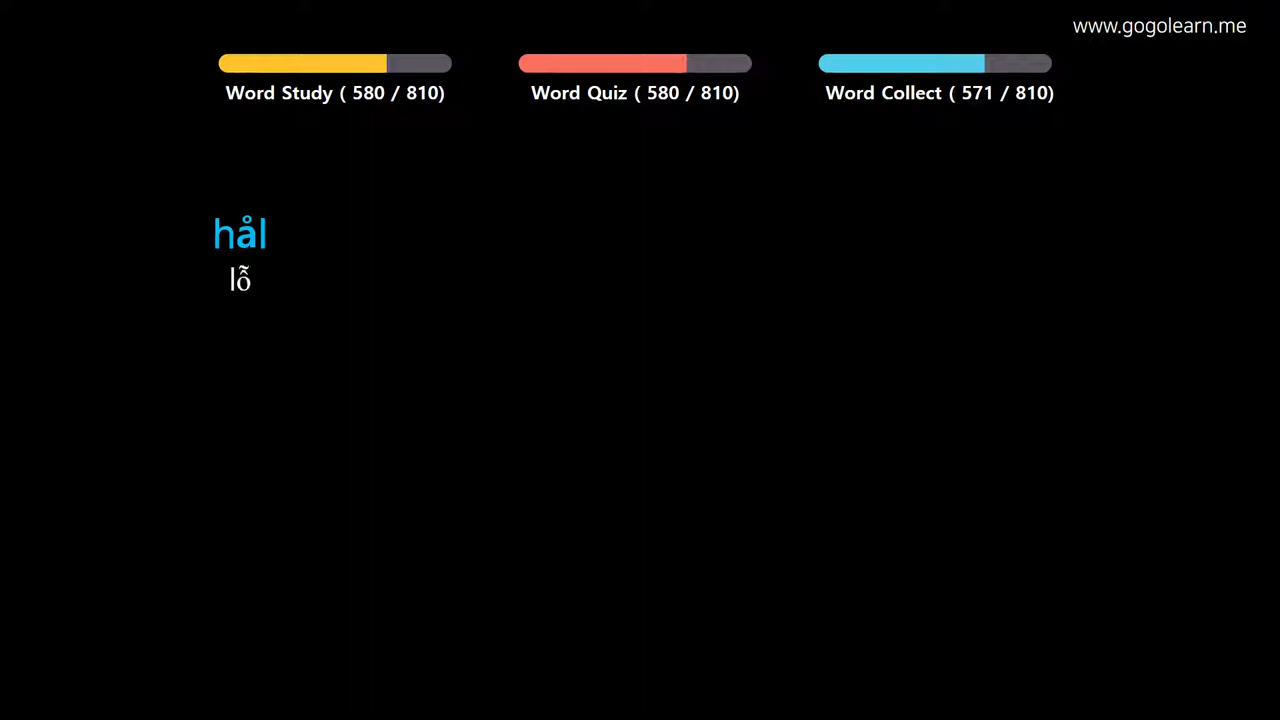 www.gogolearn.me
Word Study ( 580 / 810)
Word Quiz ( 580 / 810)
Word Collect ( 571 / 810)
hål
lỗ